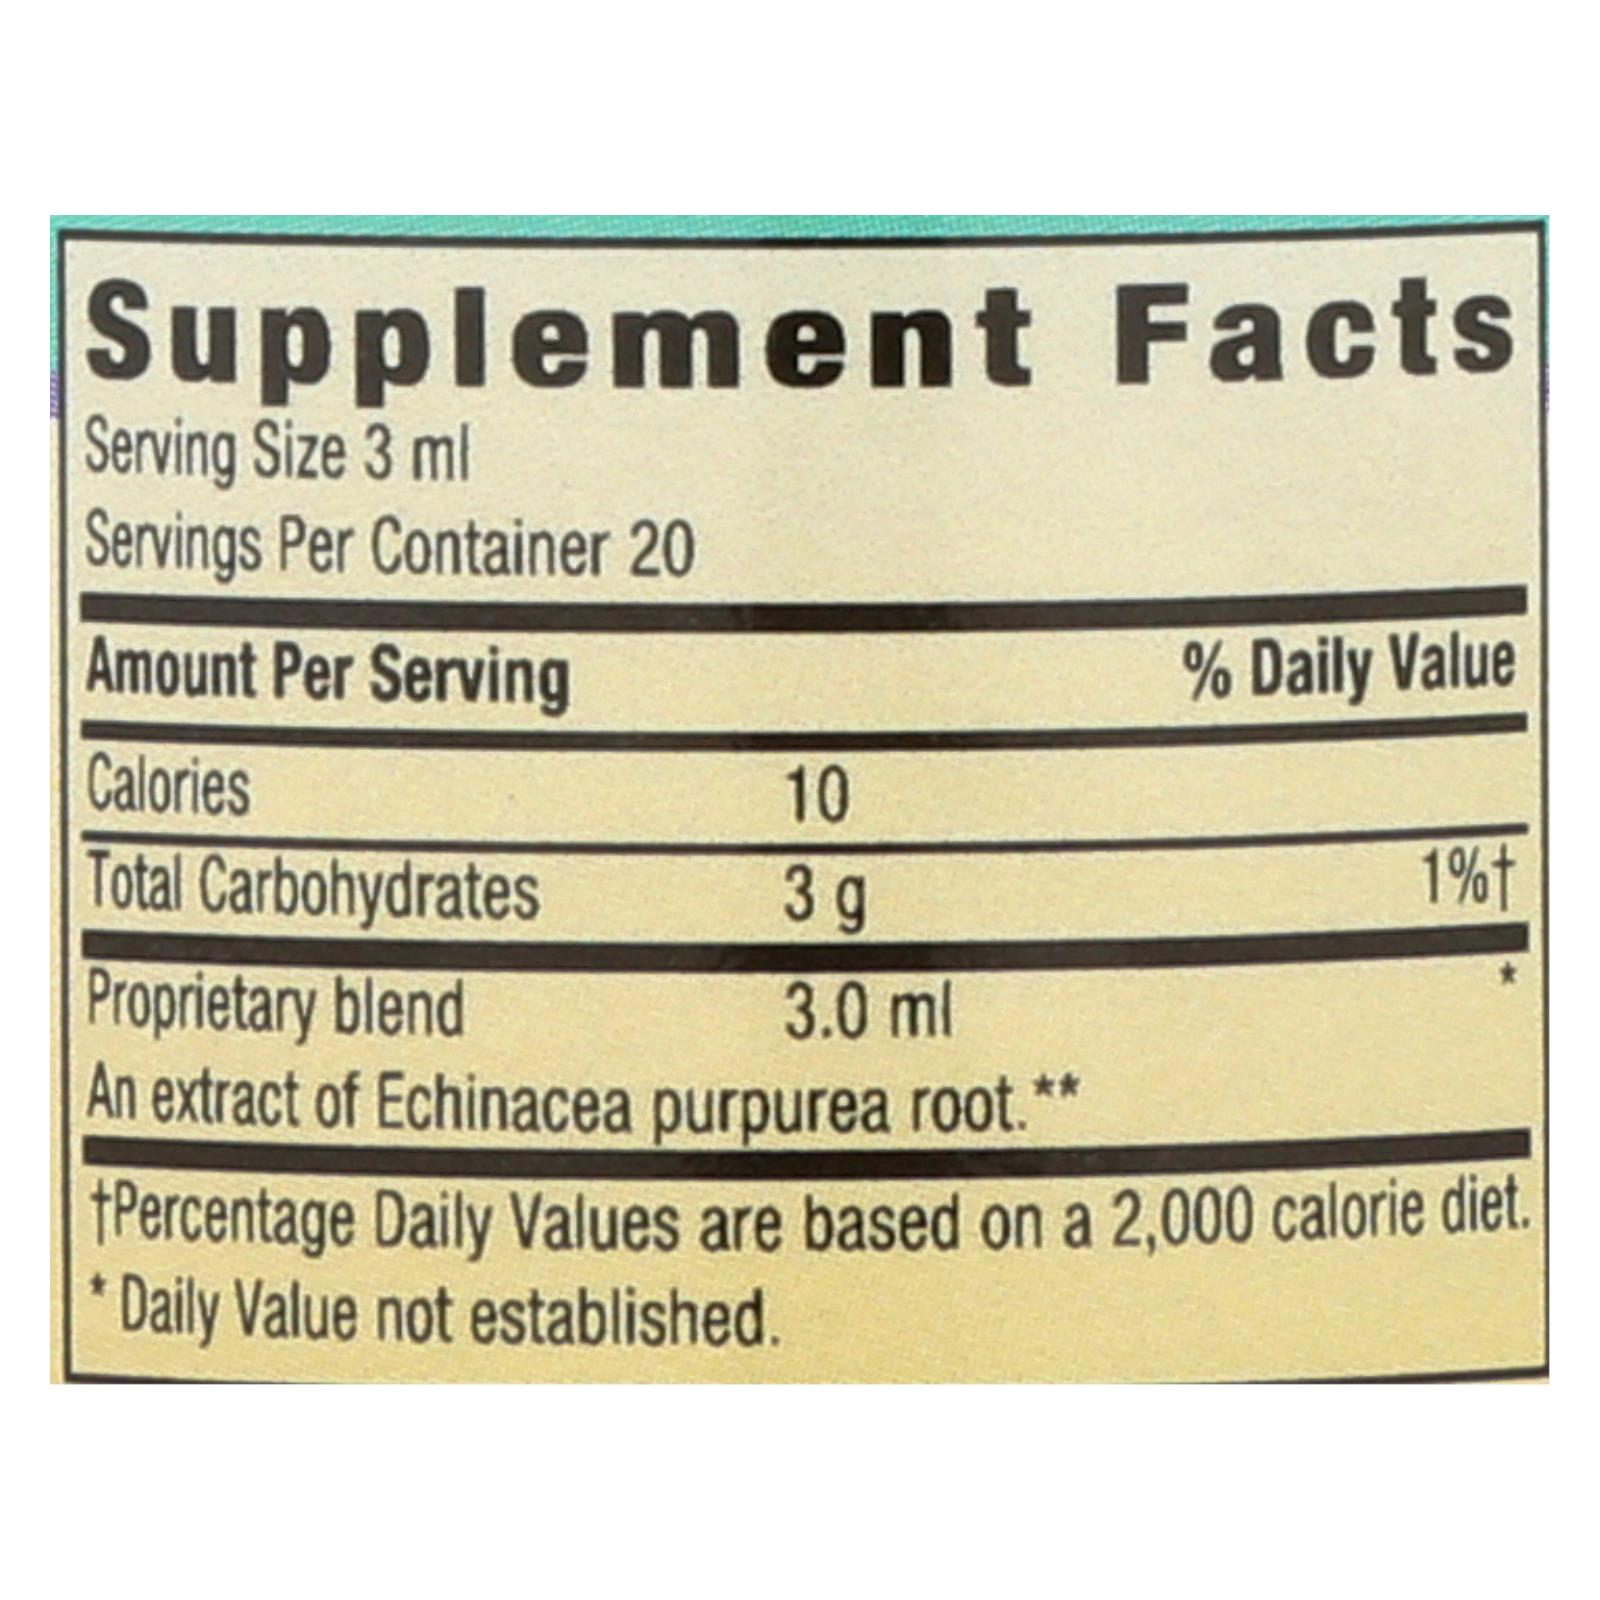 Supplement Facts
Serving Size 3 ml
Servings Per Container 20
Amount Per Serving % Daily Value
Calories 10
Total Carbohydrates 3 g 1%†
Proprietary blend 3.0 ml *
An extract of Echinacea purpurea root.**
†Percentage Daily Values are based on a 2,000 calorie diet.
* Daily Value not established.